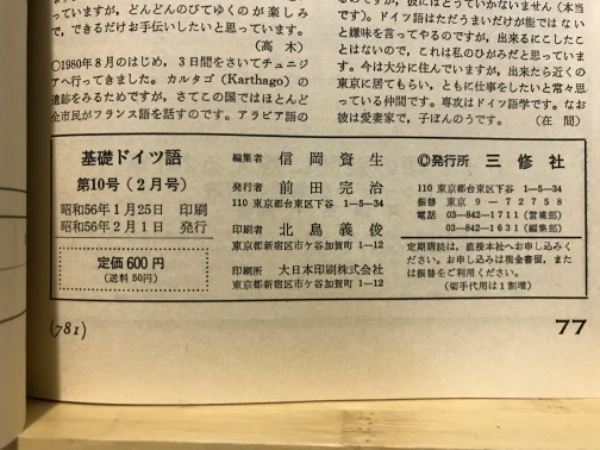 っていますが、どんどんのびてゆくのが楽しみ
で、できるだけお手伝いしたいと思っています。
(高木)
○1980年8月のはじめ、3日間をさいてチュニジ
アへ行ってきました。カルタゴ (Karthago) の
遺跡をみるためですが、さてこの国ではほとんど
全市民がフランス語を話すのです。アラビア語の
るのですが、彼にはとうていかないません (本当
です)。ドイツ語はただうまいだけが能ではない
と嫌味を言ってやるのですが、出来るにこしたこ
とはないので、これは私のひがみだと思っていま
す。今は大分に住んでいますが、出来たら近くの
東京に居てもらい、ともに仕事をしたいと常々思
っている仲間です。専攻はドイツ語学です。なお
彼は愛妻家で、子ぼんのうです。 (在間)
基礎ドイツ語
第10号 (2月号)
昭和56年1月25日 印刷
昭和56年2月1日 発行
定価600円
(送料50円)
編集者 信岡資生
発行者 前田完治
110 東京都台東区下谷 1−5−34
印刷者 北島義俊
東京都新宿区市ケ谷加賀町 1−12
印刷所 大日本印刷株式会社
東京都新宿区市ケ谷加賀町 1−12
©発行所 三修社
110 東京都台東区下谷 1−5−34
振替 東京 9−72758
電話 03−842−1711 (営業部)
03−842−1631 (編集部)
定期購読は、直接本社へお申し込みく
ださい。お申し込みは現金書留、また
は振替をご利用ください。
(切手代用は1割増)
(781)
77